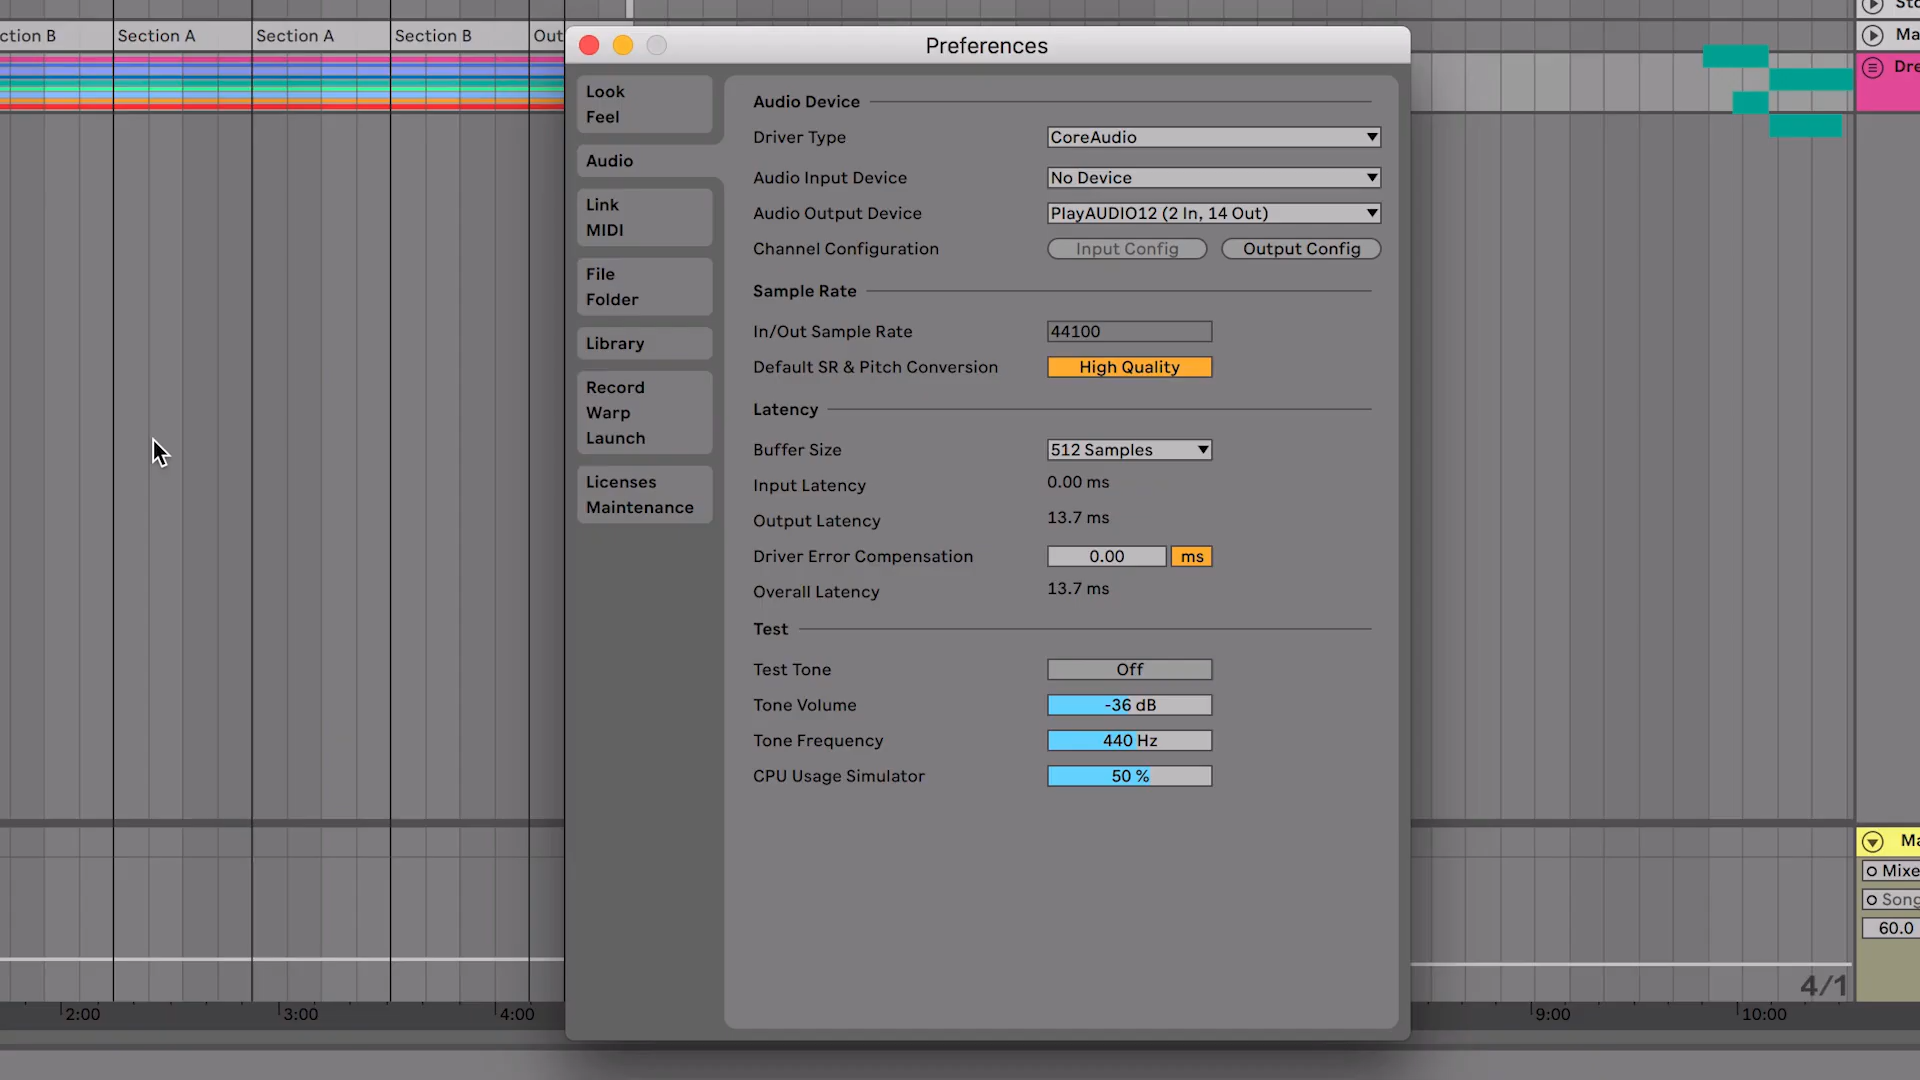 ction B
Section A
Section A
Section B
Out
Preferences
Look
Feel
Audio
Link
MIDI
File
Folder
Library
Record
Warp
Launch
Licenses
Maintenance
Audio Device
Driver Type
CoreAudio
Audio Input Device
No Device
Audio Output Device
PlayAUDIO12 (2 In, 14 Out)
Channel Configuration
Input Config
Output Config
Sample Rate
In/Out Sample Rate
44100
Default SR & Pitch Conversion
High Quality
Latency
Buffer Size
512 Samples
Input Latency
0.00 ms
Output Latency
13.7 ms
Driver Error Compensation
0.00
ms
Overall Latency
13.7 ms
Test
Test Tone
Off
Tone Volume
-36 dB
Tone Frequency
440 Hz
CPU Usage Simulator
50 %
Ma
Dre
Ma
Mixe
Song
60.0
4/1
2:00
3:00
4:00
9:00
10:00